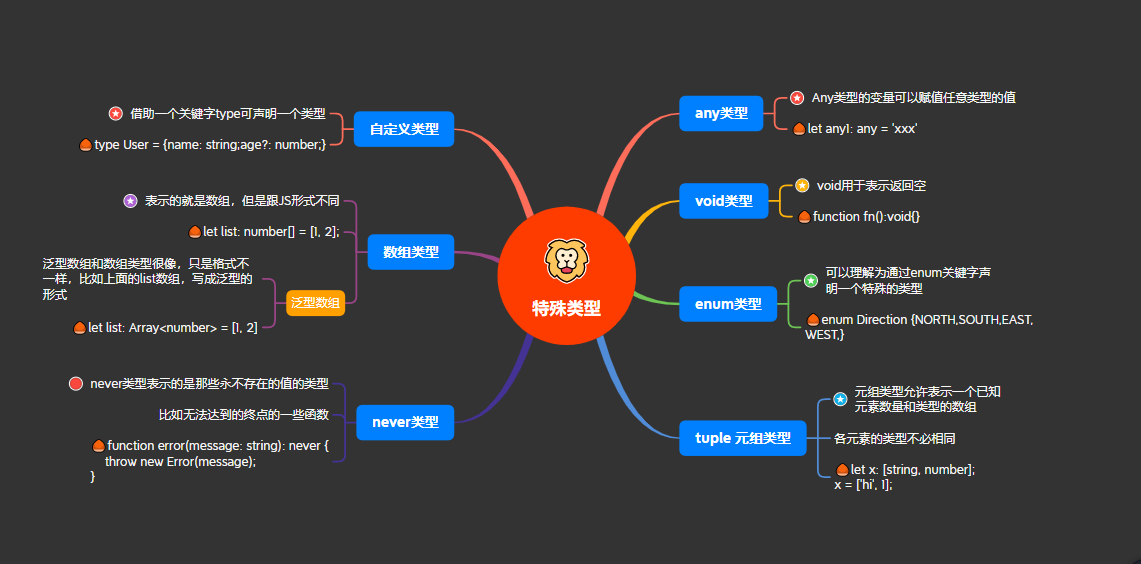 特殊类型
any类型
Any类型的变量可以赋值任意类型的值
let any1: any = 'xxx'
void类型
void用于表示返回空
function fn():void{}
enum类型
可以理解为通过enum关键字声
明一个特殊的类型
enum Direction {NORTH,SOUTH,EAST,
WEST,}
tuple 元组类型
元组类型允许表示一个已知
元素数量和类型的数组
各元素的类型不必相同
let x: [string, number];
x = ['hi', 1];
自定义类型
借助一个关键字type可声明一个类型
type User = {name: string;age?: number;}
数组类型
表示的就是数组，但是跟JS形式不同
let list: number[] = [1, 2];
泛型数组
泛型数组和数组类型很像，只是格式不
一样，比如上面的list数组，写成泛型的
形式
let list: Array<number> = [1, 2]
never类型
never类型表示的是那些永不存在的值的类型
比如无法达到的终点的一些函数
function error(message: string): never {
throw new Error(message);
}